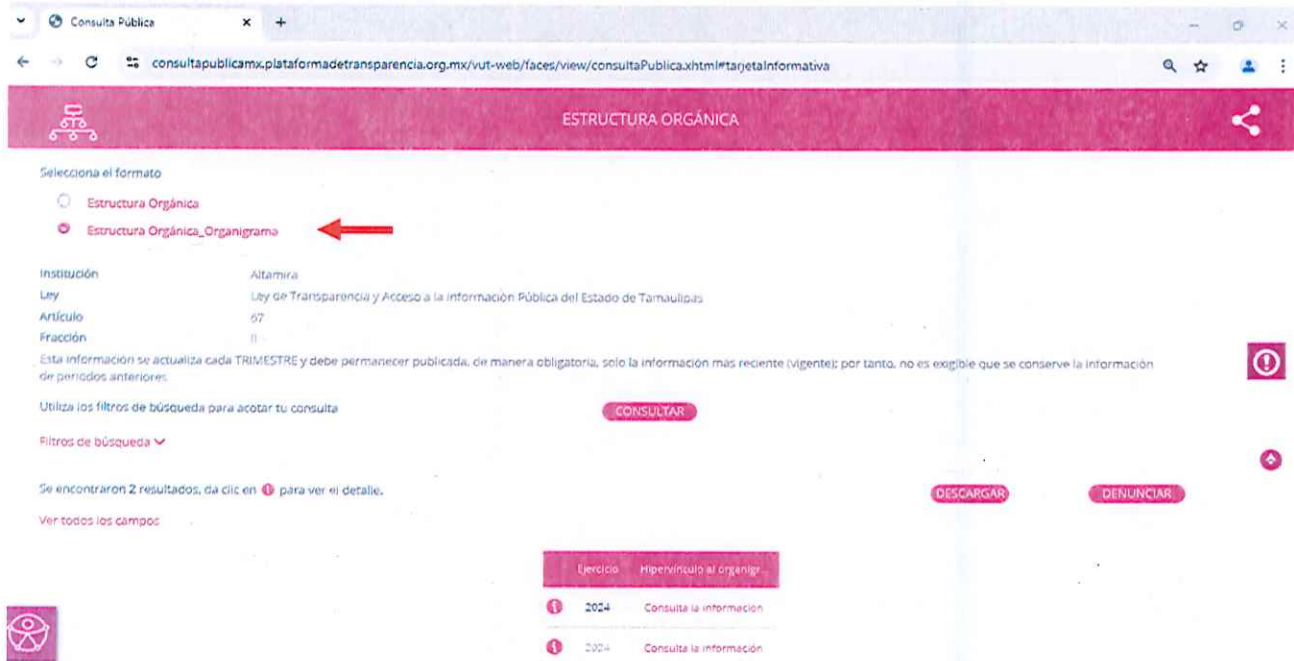 Consulta Pública
consultapublicamx.plataformadetransparencia.org.mx/vut-web/faces/view/consultaPublica.xhtml#tarjetaInformativa
ESTRUCTURA ORGÁNICA
Selecciona el formato
Estructura Orgánica
Estructura Orgánica_Organigrama
Institución Altamira
Ley Ley de Transparencia y Acceso a la Información Pública del Estado de Tamaulipas
Artículo 67
Fracción II
Esta información se actualiza cada TRIMESTRE y debe permanecer publicada, de manera obligatoria, solo la información más reciente (vigente); por tanto, no es exigible que se conserve la información
de periodos anteriores
Utiliza los filtros de búsqueda para acotar tu consulta CONSULTAR
Filtros de búsqueda
Se encontraron 2 resultados, da clic en para ver el detalle. DESCARGAR DENUNCIAR
Ver todos los campos
Ejercicio Hipervínculo al organigr...
2024 Consulta la información
2024 Consulta la información